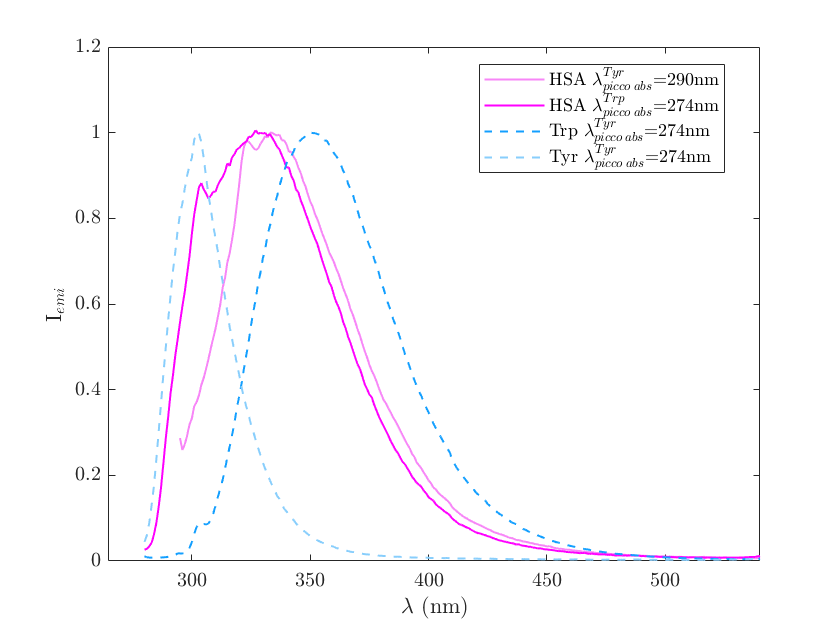 1.2
1
0.8
0.6
0.4
0.2
0
I_emi
HSA λ^Tyr_picco abs=290nm
HSA λ^Trp_picco abs=274nm
Trp λ^Tyr_picco abs=274nm
Tyr λ^Tyr_picco abs=274nm
300 350 400 450 500
λ (nm)